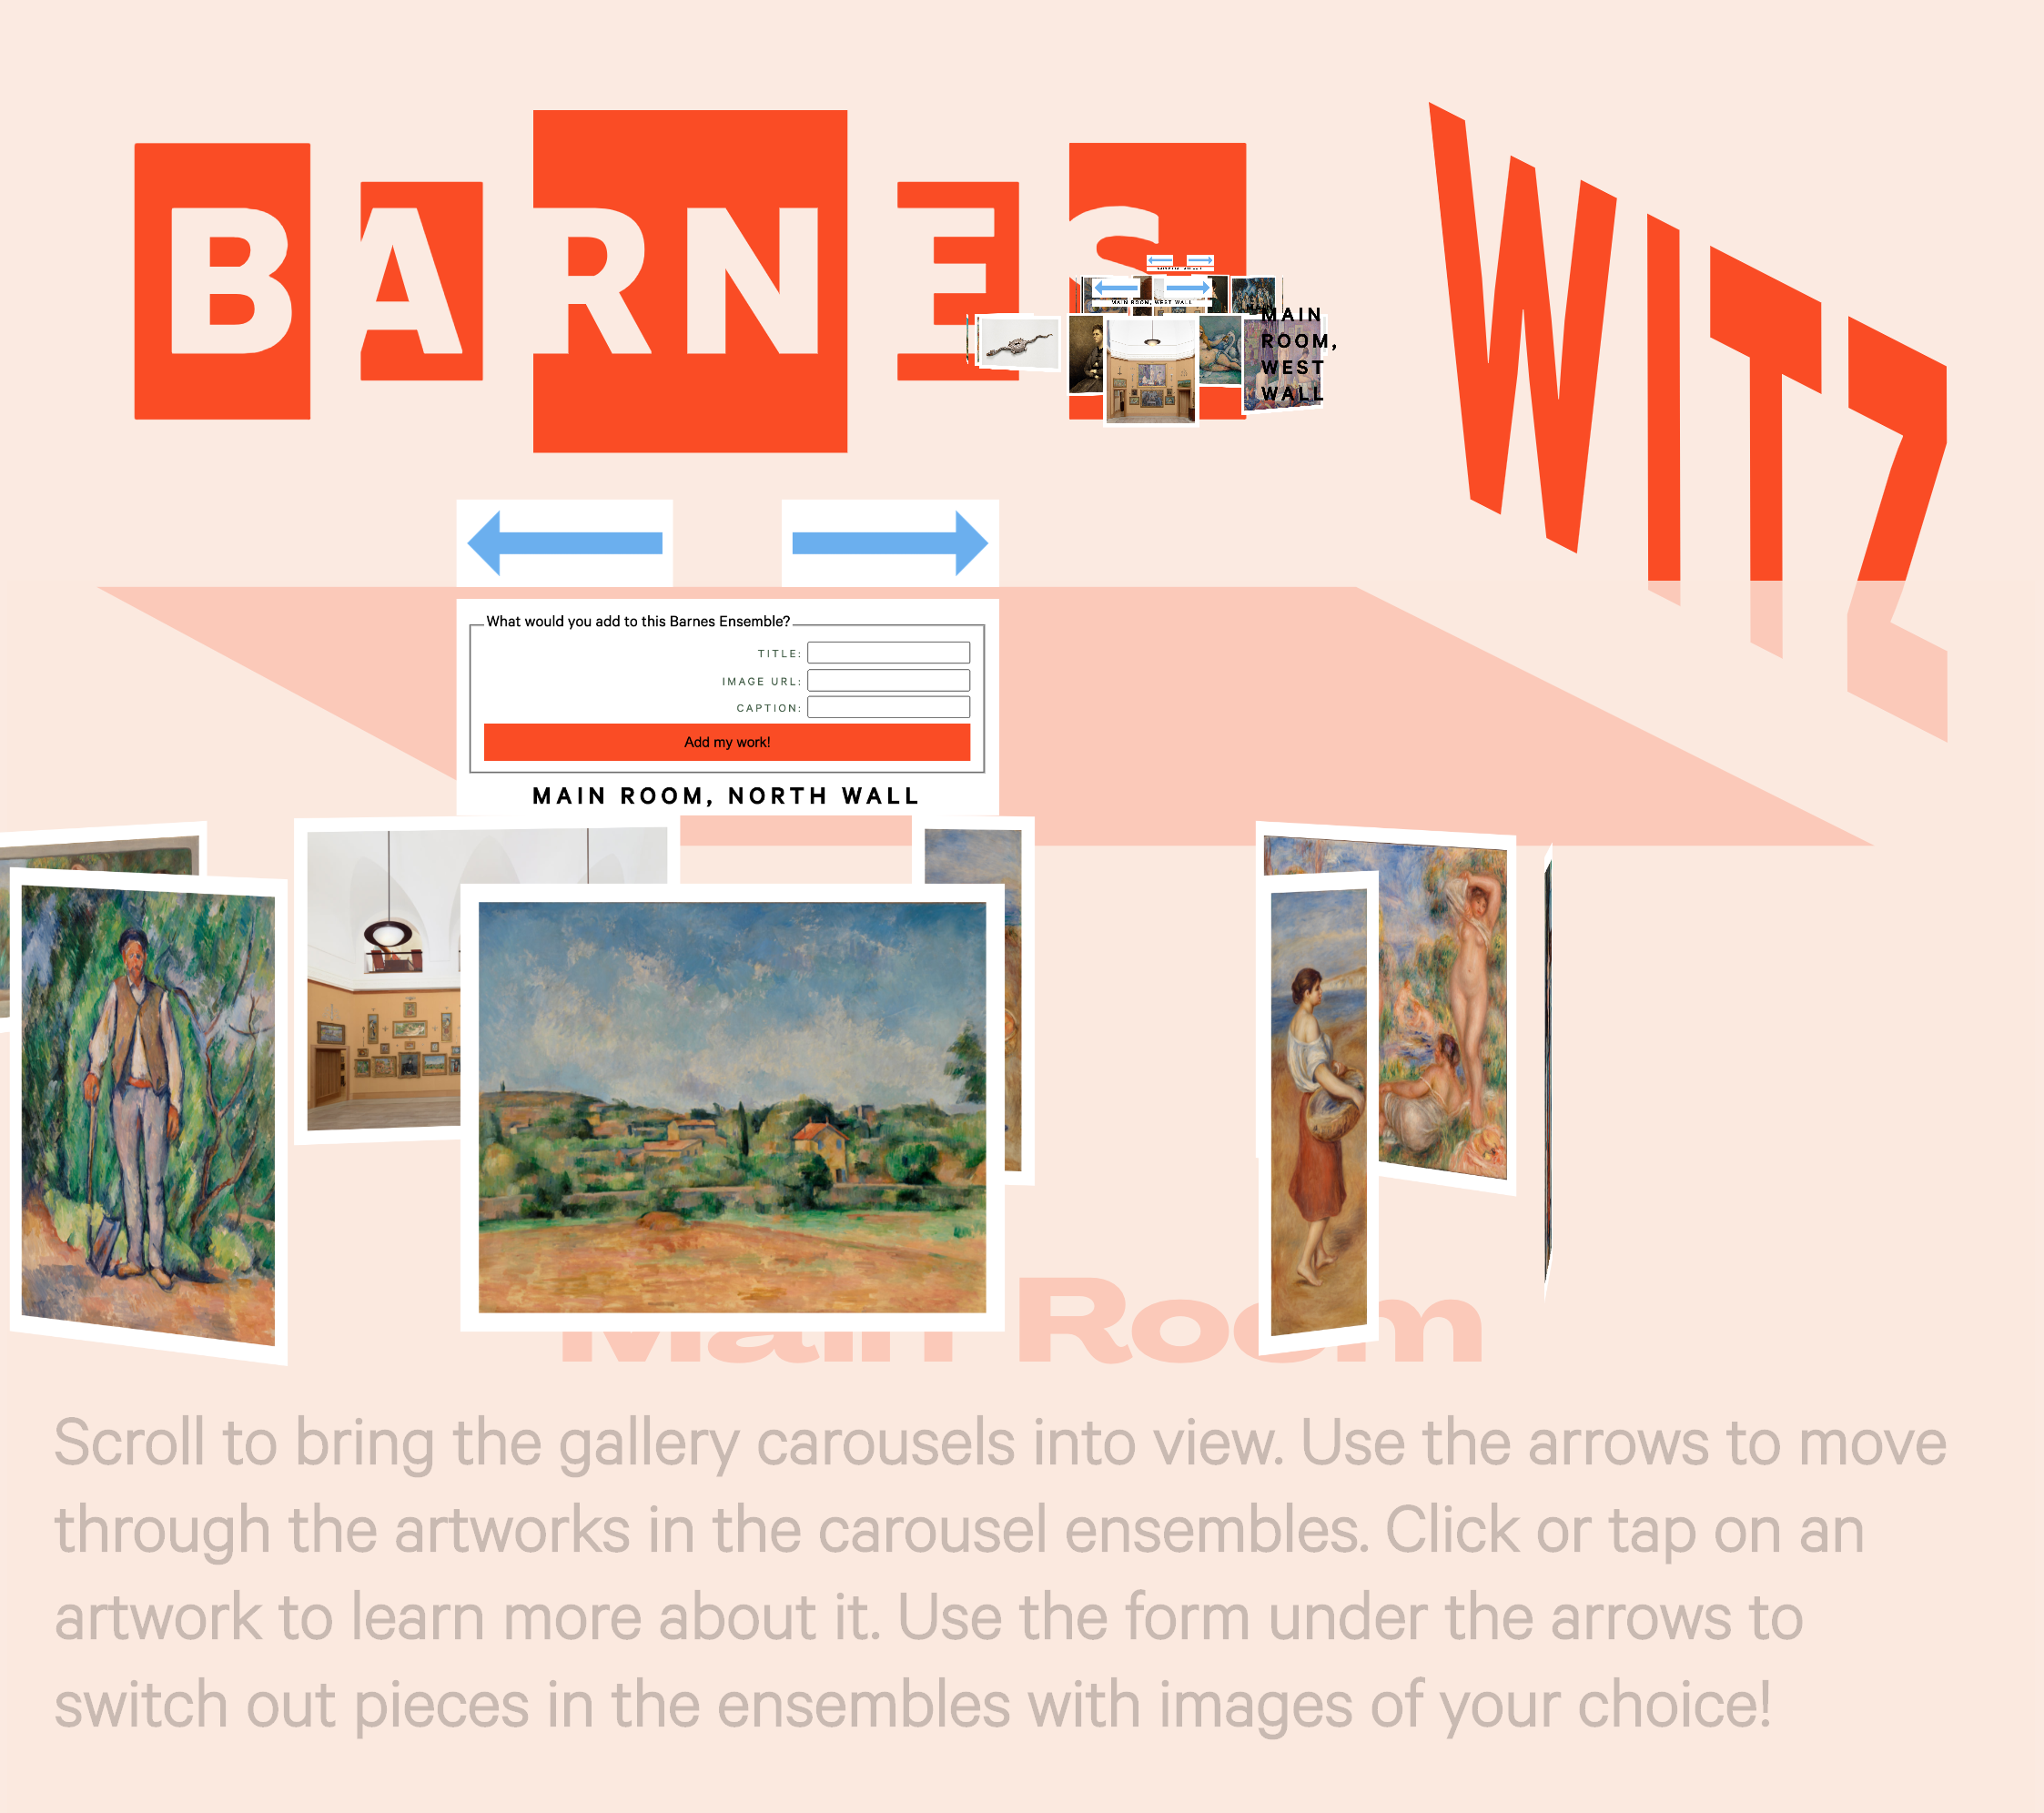 BARNES
WITZ
MAIN ROOM, WEST WALL
MAIN
ROOM,
WEST
WALL
What would you add to this Barnes Ensemble?
TITLE:
IMAGE URL:
CAPTION:
Add my work!
MAIN ROOM, NORTH WALL
Main Room
Scroll to bring the gallery carousels into view. Use the arrows to move
through the artworks in the carousel ensembles. Click or tap on an
artwork to learn more about it. Use the form under the arrows to
switch out pieces in the ensembles with images of your choice!